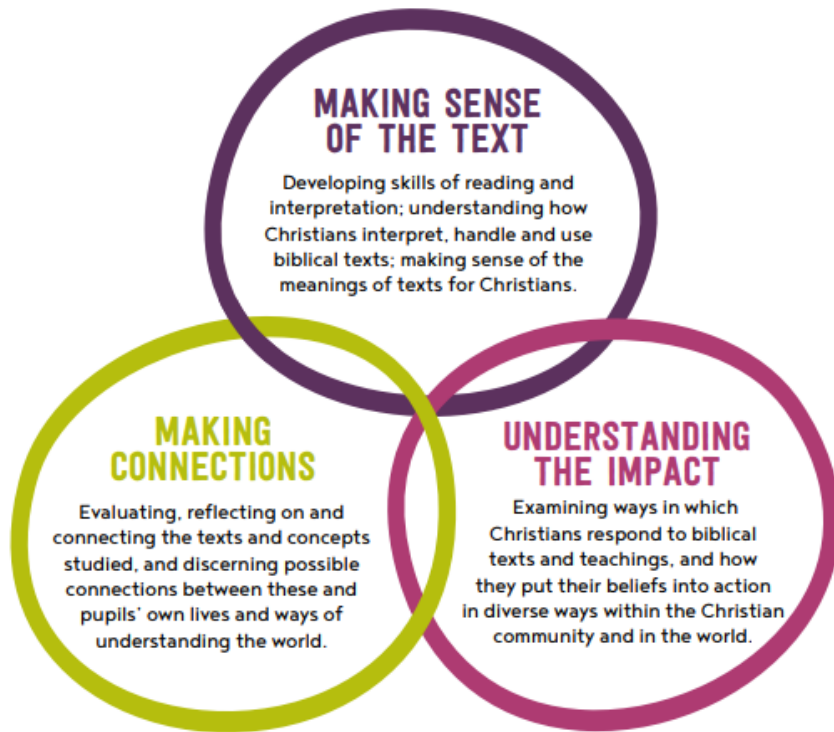 MAKING SENSE
OF THE TEXT
Developing skills of reading and
interpretation; understanding how
Christians interpret, handle and use
biblical texts; making sense of the
meanings of texts for Christians.
MAKING
CONNECTIONS
Evaluating, reflecting on and
connecting the texts and concepts
studied, and discerning possible
connections between these and
pupils' own lives and ways of
understanding the world.
UNDERSTANDING
THE IMPACT
Examining ways in which
Christians respond to biblical
texts and teachings, and how
they put their beliefs into action
in diverse ways within the Christian
community and in the world.